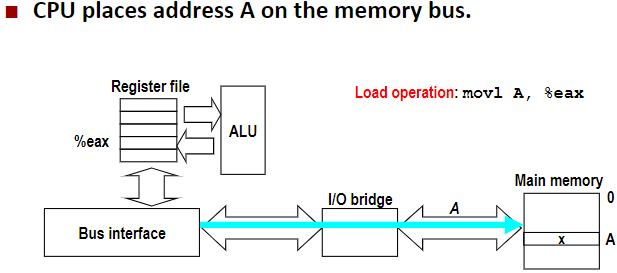 CPU places address A on the memory bus.
Register file
Load operation: movl A, %eax
ALU
%eax
Main memory
I/O bridge
0
A
Bus interface
x
A